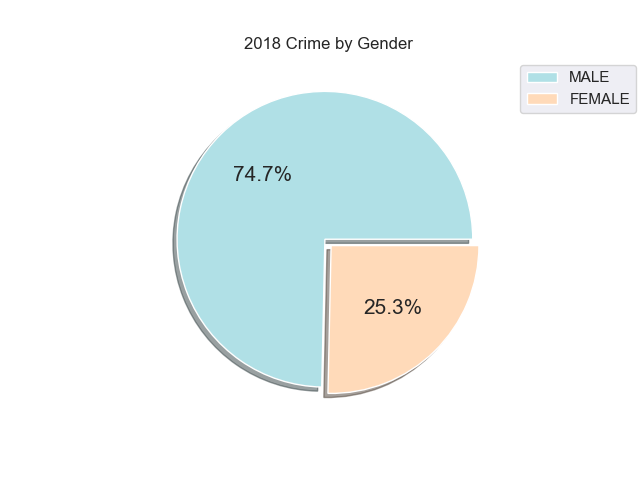 2018 Crime by Gender
MALE
FEMALE
74.7%
25.3%